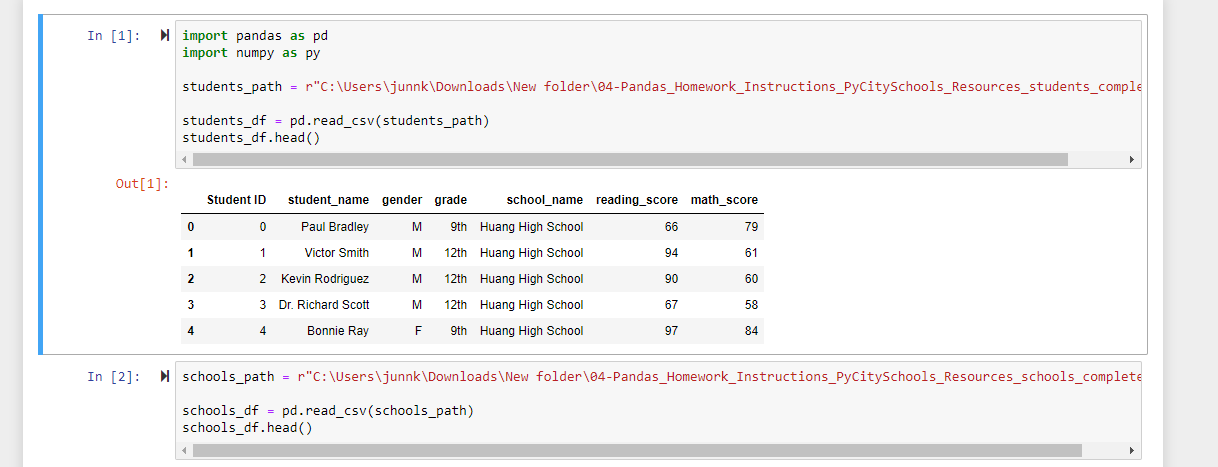 In [1]:
import pandas as pd
import numpy as py
students_path = r"C:\Users\junnk\Downloads\New folder\04-Pandas_Homework_Instructions_PyCitySchools_Resources_students_comple
students_df = pd.read_csv(students_path)
students_df.head()
Out[1]:
Student ID student_name gender grade school_name reading_score math_score
0 0 Paul Bradley M 9th Huang High School 66 79
1 1 Victor Smith M 12th Huang High School 94 61
2 2 Kevin Rodriguez M 12th Huang High School 90 60
3 3 Dr. Richard Scott M 12th Huang High School 67 58
4 4 Bonnie Ray F 9th Huang High School 97 84
In [2]:
schools_path = r"C:\Users\junnk\Downloads\New folder\04-Pandas_Homework_Instructions_PyCitySchools_Resources_schools_complete
schools_df = pd.read_csv(schools_path)
schools_df.head()